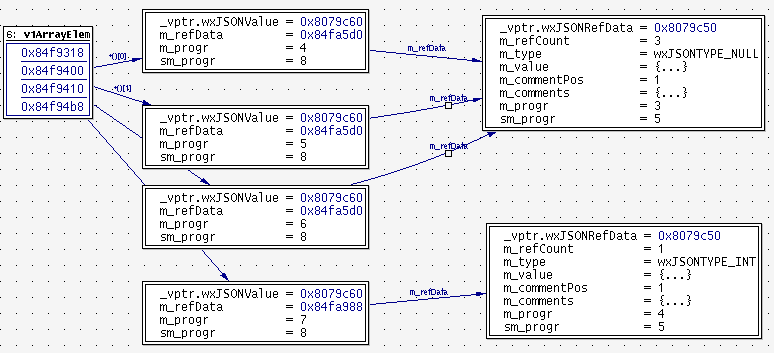 6: v1ArrayElem
0x84f9318
0x84f9400
0x84f9410
0x84f94b8
*()[0]
*()[1]
_vptr.wxJSONValue = 0x8079c60
m_refData = 0x84fa5d0
m_progr = 4
sm_progr = 8
m_refData
_vptr.wxJSONValue = 0x8079c60
m_refData = 0x84fa5d0
m_progr = 5
sm_progr = 8
m_refData
_vptr.wxJSONValue = 0x8079c60
m_refData = 0x84fa5d0
m_progr = 6
sm_progr = 8
m_refData
_vptr.wxJSONValue = 0x8079c60
m_refData = 0x84fa988
m_progr = 7
sm_progr = 8
m_refData
_vptr.wxJSONRefData = 0x8079c50
m_refCount = 3
m_type = wxJSONTYPE_NULL
m_value = {...}
m_commentPos = 1
m_comments = {...}
m_progr = 3
sm_progr = 5
_vptr.wxJSONRefData = 0x8079c50
m_refCount = 1
m_type = wxJSONTYPE_INT
m_value = {...}
m_commentPos = 1
m_comments = {...}
m_progr = 4
sm_progr = 5